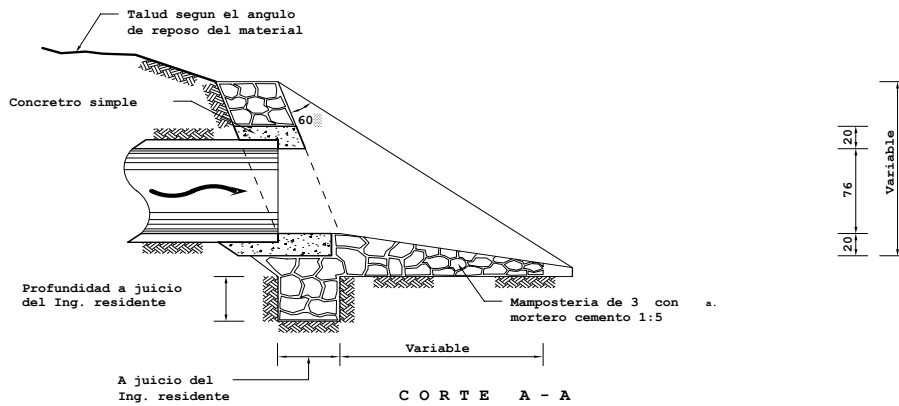 Talud segun el angulo
de reposo del material
Concretro simple
60
20
76
20
Variable
Profundidad a juicio
del Ing. residente
Mamposteria de 3 con a.
mortero cemento 1:5
Variable
A juicio del
Ing. residente
CORTE A-A